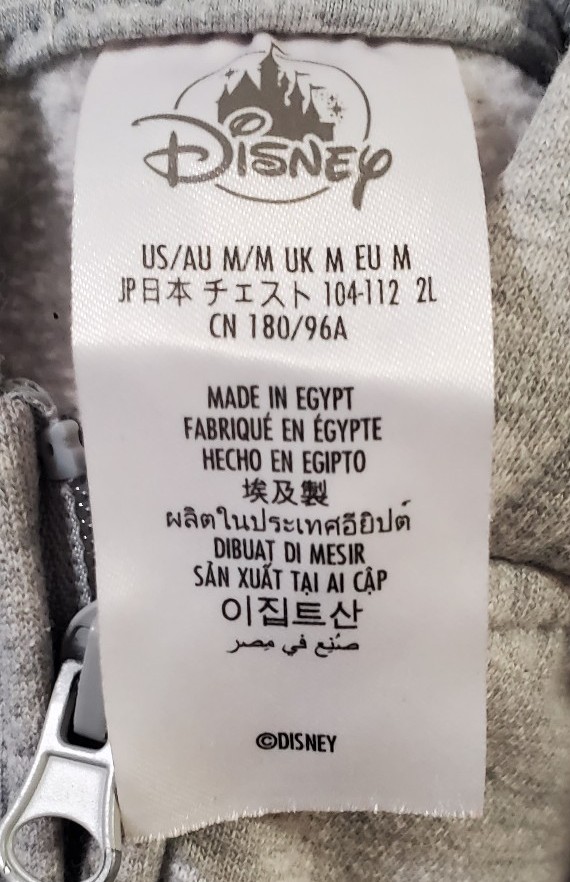 Disney
US/AU M/M UK M EU M
JP日本 チェスト 104-112 2L
CN 180/96A
MADE IN EGYPT
FABRIQUÉ EN ÉGYPTE
HECHO EN EGIPTO
埃及製
ผลิตในประเทศอียิปต์
DIBUAT DI MESIR
SẢN XUẤT TẠI AI CẬP
이집트산
صُنِع في مِصر
©DISNEY